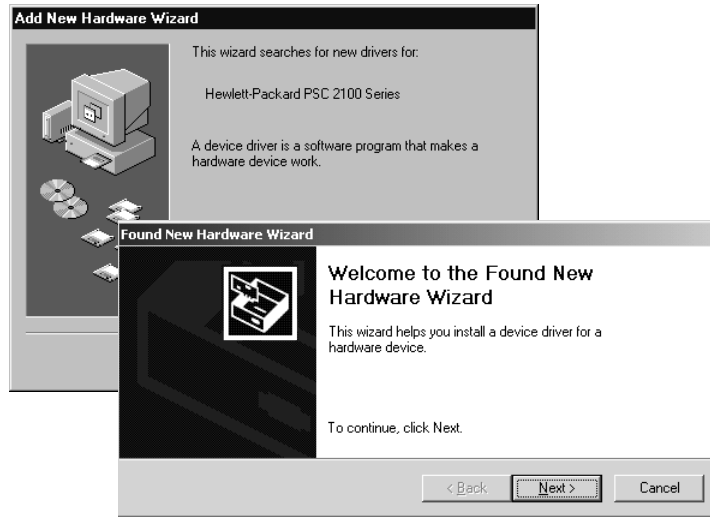 Add New Hardware Wizard
This wizard searches for new drivers for:
Hewlett-Packard PSC 2100 Series
A device driver is a software program that makes a
hardware device work.
Found New Hardware Wizard
Welcome to the Found New
Hardware Wizard
This wizard helps you install a device driver for a
hardware device.
To continue, click Next.
< Back
Next >
Cancel